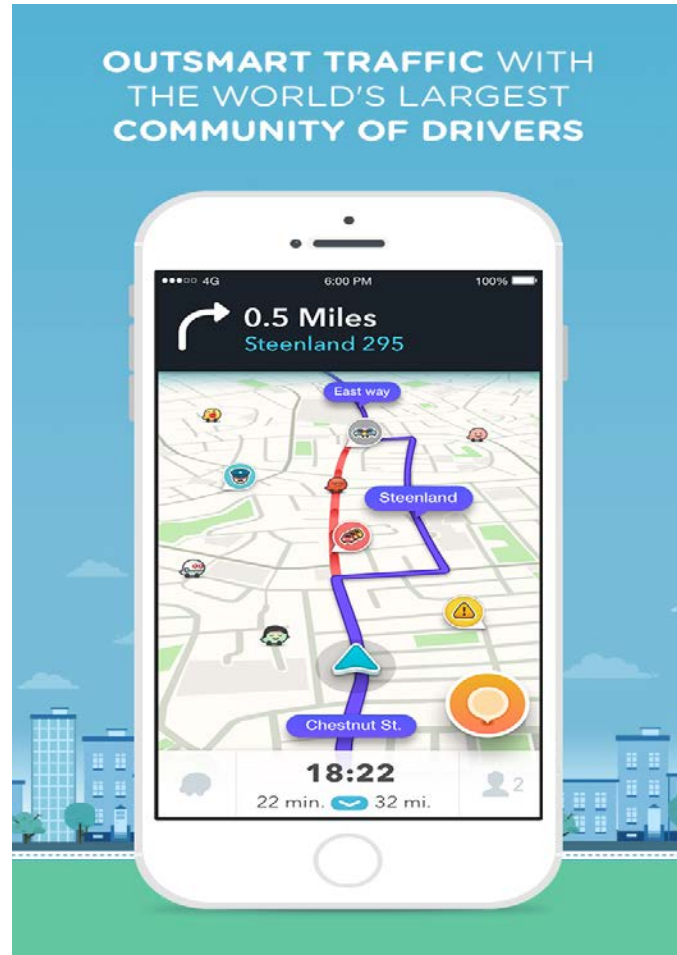 OUTSMART TRAFFIC WITH
THE WORLD'S LARGEST
COMMUNITY OF DRIVERS
4G 6:00 PM 100%
0.5 Miles
Steenland 295
East way
Steenland
Chestnut St.
18:22
2
22 min. 32 mi.